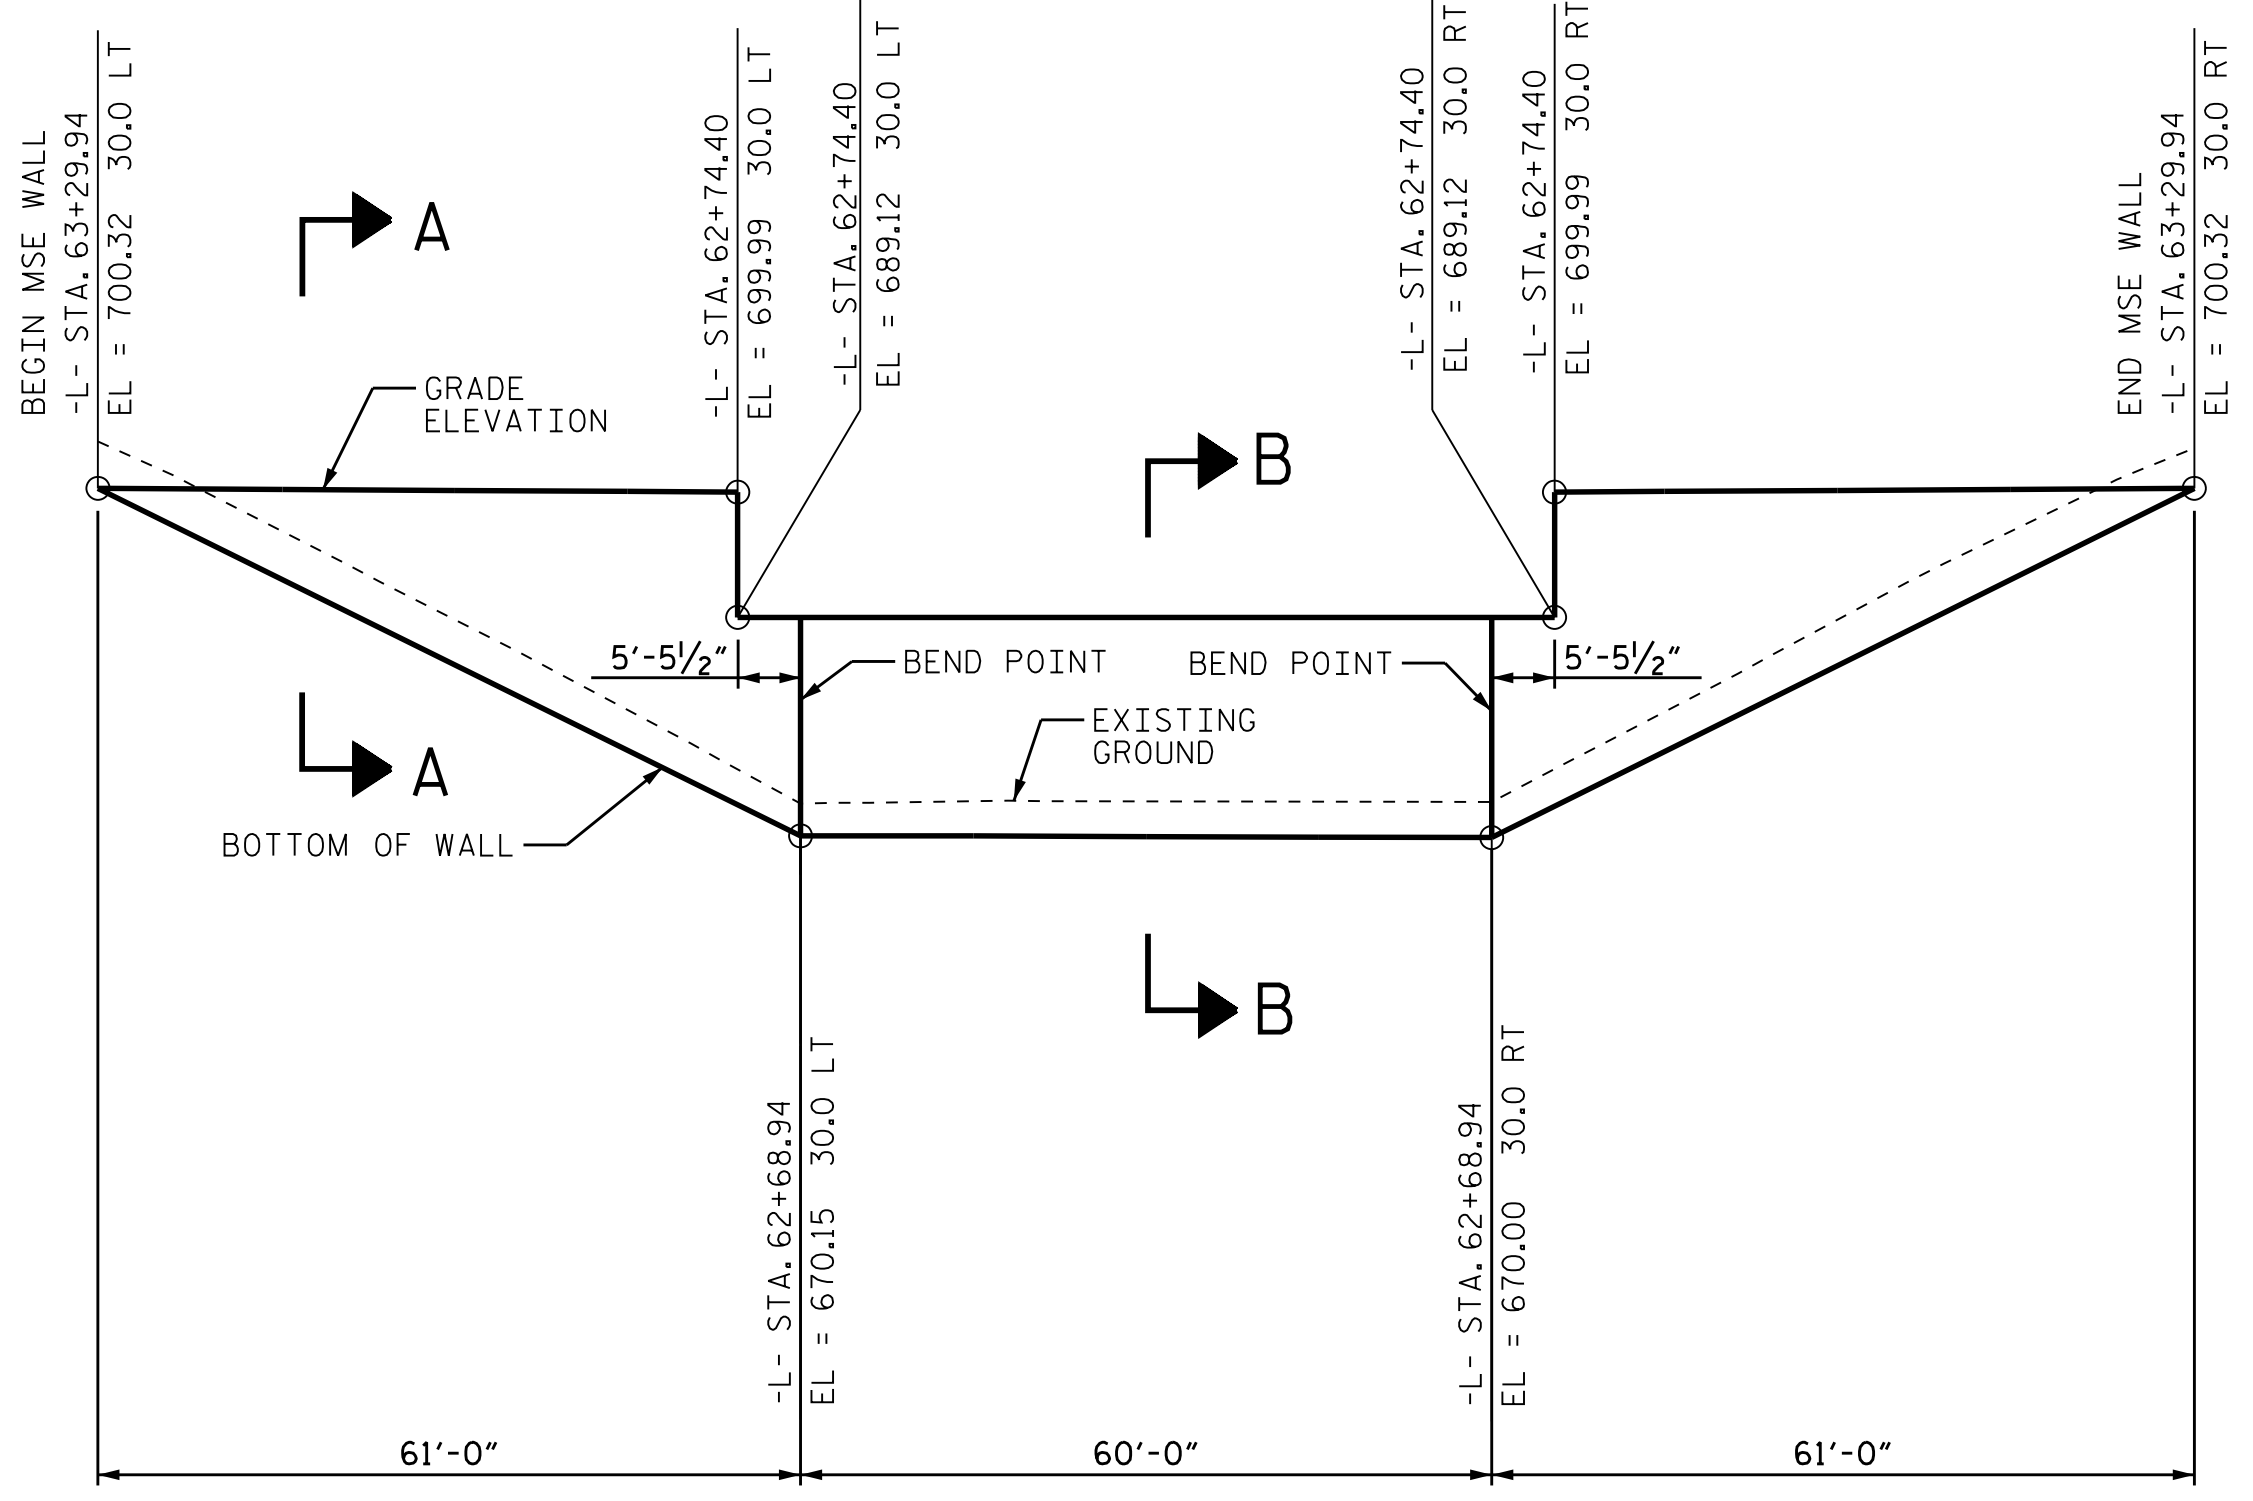 BEGIN MSE WALL
-L- STA. 63+29.94
EL = 700.32 30.0 LT
-L- STA. 62+74.40
EL = 699.99 30.0 LT
-L- STA. 62+74.40
EL = 689.12 30.0 LT
-L- STA. 62+74.40
EL = 689.12 30.0 RT
-L- STA. 62+74.40
EL = 699.99 30.0 RT
END MSE WALL
-L- STA. 63+29.94
EL = 700.32 30.0 RT
A
GRADE
ELEVATION
B
5'-5½"
BEND POINT
BEND POINT
5'-5½"
EXISTING
GROUND
A
BOTTOM OF WALL
B
-L- STA. 62+68.94
EL = 670.15 30.0 LT
-L- STA. 62+68.94
EL = 670.00 30.0 RT
61'-0"
60'-0"
61'-0"